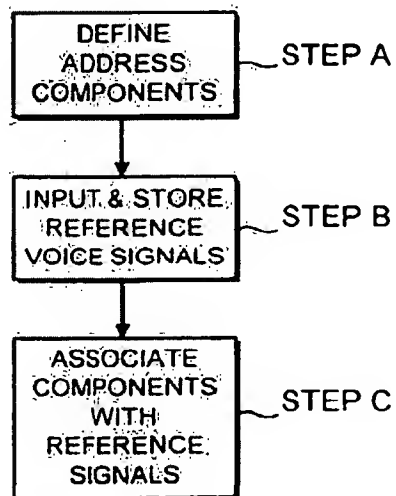 DEFINE
ADDRESS
COMPONENTS
STEP A
INPUT & STORE
REFERENCE
VOICE SIGNALS
STEP B
ASSOCIATE
COMPONENTS
WITH
REFERENCE
SIGNALS
STEP C